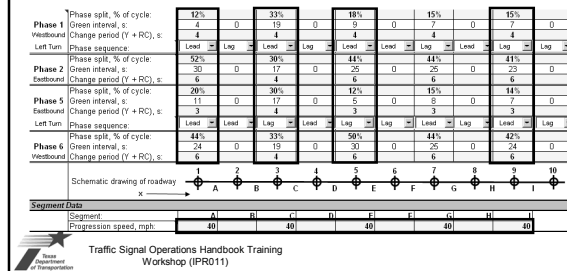 Phase split, % of cycle: 12% 33% 18% 15% 15%
Phase 1 Green interval, s: 4 0 19 0 9 0 7 0 7 0
Westbound Change period (Y + RC), s: 4 4 4 4 4
Left Turn Phase sequence: Lead Lag Lead Lag Lead Lag Lead Lag Lead Lag
Phase split, % of cycle: 52% 30% 44% 44% 41%
Phase 2 Green interval, s: 30 0 17 0 25 0 25 0 23 0
Eastbound Change period (Y + RC), s: 6 4 6 6 6
Phase split, % of cycle: 20% 30% 12% 15% 14%
Phase 5 Green interval, s: 11 0 17 0 5 0 8 0 7 0
Eastbound Change period (Y + RC), s: 3 4 3 3 3
Left Turn Phase sequence: Lead Lead Lag Lead Lag Lag Lead Lead Lag Lag
Phase split, % of cycle: 44% 33% 50% 44% 42%
Phase 6 Green interval, s: 24 0 19 0 30 0 25 0 24 0
Westbound Change period (Y + RC), s: 6 4 6 6 6
1 2 3 4 5 6 7 8 9 10
Schematic drawing of roadway A B C D E F G H I
x
Segment Data
Segment: A B C D E F G H I
Progression speed, mph: 40 40 40 40 40
Texas
Department
of Transportation
Traffic Signal Operations Handbook Training
Workshop (IPR011)